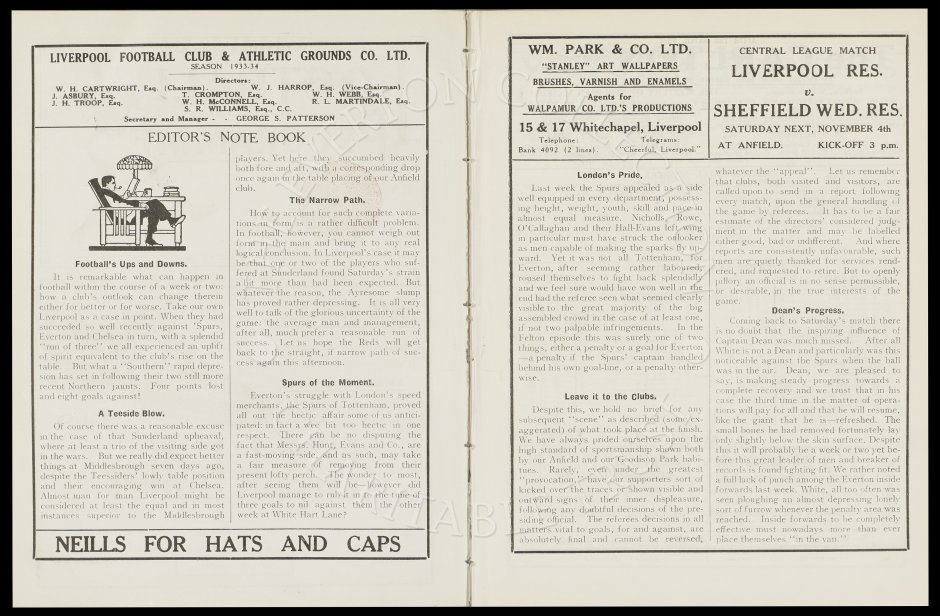 LIVERPOOL FOOTBALL CLUB & ATHLETIC GROUNDS CO. LTD.
SEASON 1933-34
Directors:
W. H. CARTWRIGHT, Esq. (Chairman). W. J. HARROP, Esq. (Vice-Chairman).
J. ASBURY, Esq. T. CROMPTON, Esq. W. H. WEBB, Esq.
J. H. TROOP, Esq. W. H. McCONNELL, Esq. R. L. MARTINDALE, Esq.
S. R. WILLIAMS, Esq., C.C.
Secretary and Manager - - GEORGE S. PATTERSON
EDITOR'S NOTE BOOK
Football's Ups and Downs.
It is remarkable what can happen in
football within the course of a week or two:
how a club's outlook can change therein
either for better or for worse. Take our own
Liverpool as a case in point. When they had
succeeded so well recently against 'Spurs,
Everton and Chelsea in turn, with a splendid
"run of three" we all experienced an uplift
of spirit equivalent to the club's rise on the
table. But what a "Southern" rapid depres-
sion has set in following their two still more
recent Northern jaunts. Four points lost
and eight goals against!
A Teeside Blow.
Of course there was a reasonable excuse
in the case of that Sunderland upheaval,
where at least a trio of the visiting side got
in the wars. But we really did expect better
things at Middlesbrough seven days ago,
despite the Teessiders' lowly table position
and their encouraging win at Chelsea.
Almost man for man Liverpool might be
considered at least the equal and in most
instances superior to the Middlesbrough
players. Yet here they succumbed heavily
both fore and aft, with a corresponding drop
once again in the table placing of our Anfield
club.
The Narrow Path.
How to account for such complete varia-
tions in form is a rather difficult problem.
In football, however, you cannot weigh out
form in the main and bring it to any real
logical conclusion. In Liverpool's case it may
be that one or two of the players who suf-
fered at Sunderland found Saturday's strain
a bit more than had been expected. But
whatever the reason, the Ayresome slump
has proved rather depressing. It is all very
well to talk of the glorious uncertainty of the
game: the average man and management,
after all, much prefer a reasonable run of
success. Let us hope the Reds will get
back to the straight, if narrow path of suc-
cess again this afternoon.
Spurs of the Moment.
Everton's struggle with London's speed
merchants, the Spurs of Tottenham, proved
all out the hectic affair some of us antici-
pated: in fact a wee bit too hectic in one
respect. There can be no disputing the
fact that Messrs. Hunt, Evans and Co., are
a fast-moving side, and as such, may take
a fair measure of removing from their
present lofty perch. The wonder to most,
after seeing them will be—However did
Liverpool manage to rub it in to the tune of
three goals to nil against them the other
week at White Hart Lane?
NEILLS FOR HATS AND CAPS
WM. PARK & CO. LTD.
"STANLEY" ART WALLPAPERS
BRUSHES, VARNISH AND ENAMELS
Agents for
WALPAMUR CO. LTD.'S PRODUCTIONS
15 & 17 Whitechapel, Liverpool
Telephone: Telegrams:
Bank 4092 (2 lines). "Cheerful, Liverpool."
CENTRAL LEAGUE MATCH
LIVERPOOL RES.
v.
SHEFFIELD WED. RES.
SATURDAY NEXT, NOVEMBER 4th
AT ANFIELD. KICK-OFF 3 p.m.
London's Pride.
Last week the Spurs appealed as a side
well equipped in every department, possess-
ing height, weight, youth, skill and pace in
almost equal measure. Nicholls, Rowe,
O'Callaghan and their Hall-Evans left wing
in particular must have struck the onlooker
as men capable of making the sparks fly up-
ward. Yet it was not all Tottenham, for
Everton, after seeming rather laboured,
roused themselves to fight back splendidly
and we feel sure would have won well in the
end had the referee seen what seemed clearly
visible to the great majority of the big
assembled crowd in the case of at least one,
if not two palpable infringements. In the
Felton episode this was surely one of two
things, either a penalty or a goal for Everton
—a penalty if the Spurs' captain handled
behind his own goal-line, or a penalty other-
wise.
Leave it to the Clubs.
Despite this, we hold no brief for any
subsequent "scene" as described (some ex-
aggerated) of what took place at the finish.
We have always prided ourselves upon the
high standard of sportsmanship shown both
by our Anfield and our Goodison Park habi-
tues. Rarely, even under the greatest
"provocation," have our supporters sort of
kicked over the traces or shown visible and
outward signs of their inner displeasure,
following any doubtful decisions of the pre-
siding official. The referees decisions in all
matters vital to goals, for and against, are
absolutely final and cannot be reversed,
whatever the "appeal". Let us remember
that clubs, both visited and visitors, are
called upon to send in a report following
every match, upon the general handling of
the game by referees. It has to be a fair
estimate of the directors' considered judg-
ment in the matter and may be labelled
either good, bad or indifferent. And where
reports are consistently unfavourable, such
men are quietly thanked for services rend-
ered, and requested to retire. But to openly
pillory an official is in no sense permissable,
or desirable, in the true interests of the
game.
Dean's Progress.
Coming back to Saturday's match there
is no doubt that the inspiring influence of
Captain Dean was much missed. After all
White is not a Dean and particularly was this
noticeable against the Spurs when the ball
was in the air. Dean, we are pleased to
say, is making steady progress towards a
complete recovery and we trust that in his
case the third time in the matter of opera-
tions will pay for all and that he will resume,
like the giant that he is—refreshed. The
small bones he had removed fortunately lay
only slightly below the skin surface. Despite
this it will probably be a week or two yet be-
fore this great leader of men and breaker of
records is found fighting fit. We rather noted
a full lack of punch among the Everton inside
forwards last week. White, all too often was
seen ploughing an almost depressing lonely
sort of furrow whenever the penalty area was
reached. Inside forwards to be completely
effective must nowadays more than ever
place themselves "in the van."